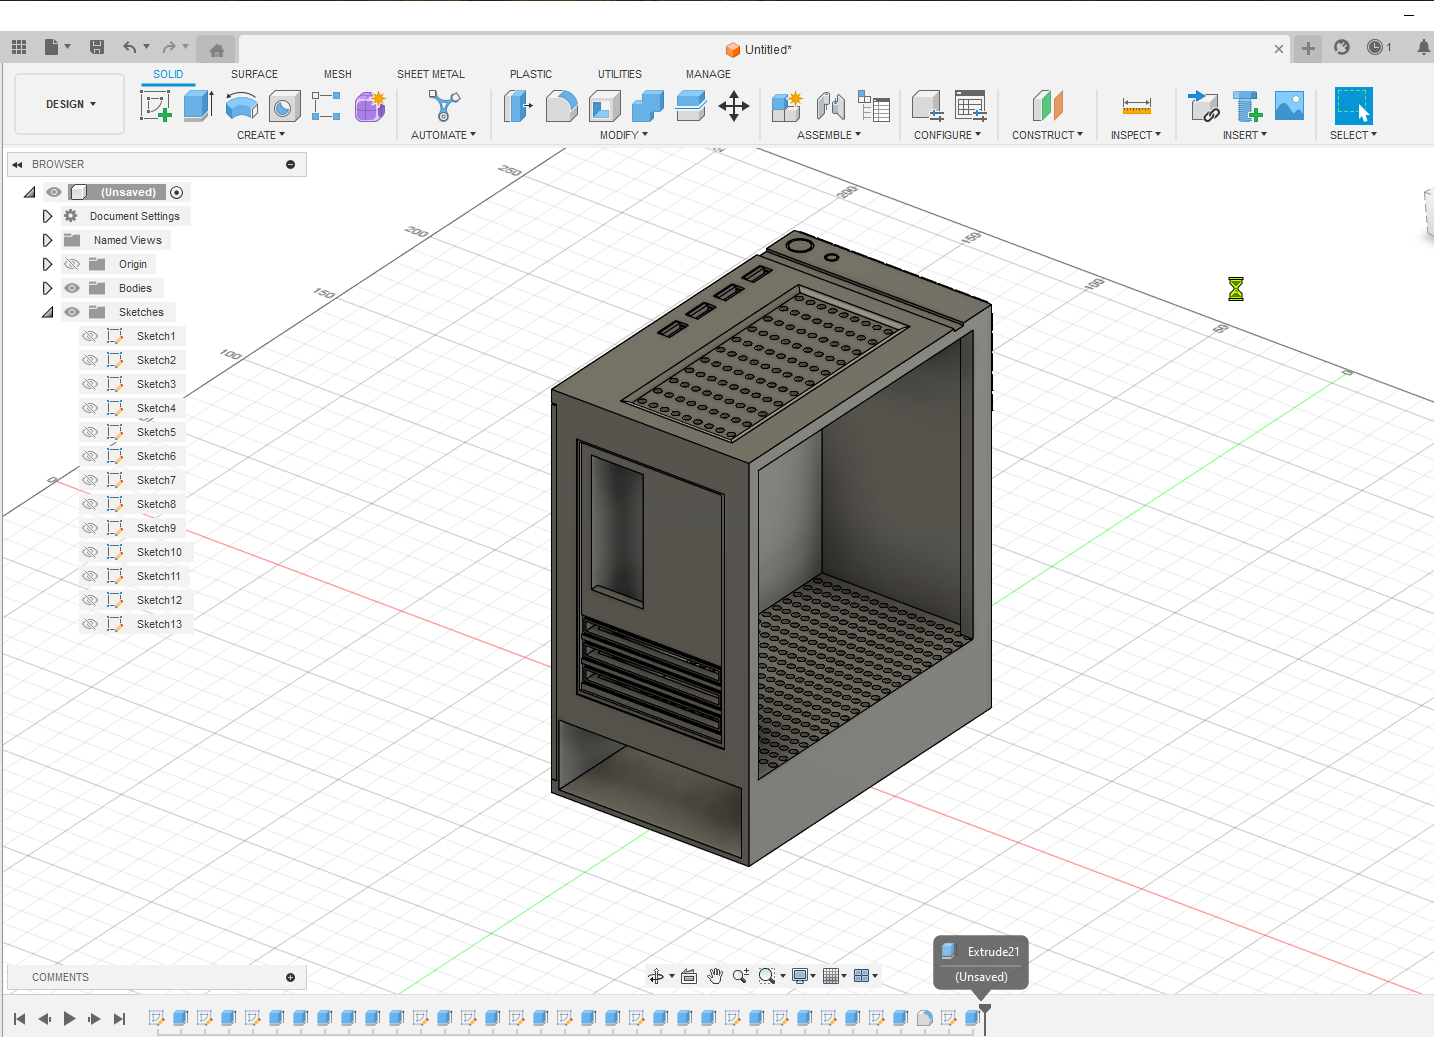 Untitled*
1
SOLID
SURFACE
MESH
SHEET METAL
PLASTIC
UTILITIES
MANAGE
DESIGN
CREATE
AUTOMATE
MODIFY
ASSEMBLE
CONFIGURE
CONSTRUCT
INSPECT
INSERT
SELECT
BROWSER
(Unsaved)
Document Settings
Named Views
Origin
Bodies
Sketches
Sketch1
Sketch2
Sketch3
Sketch4
Sketch5
Sketch6
Sketch7
Sketch8
Sketch9
Sketch10
Sketch11
Sketch12
Sketch13
250
200
150
100
0
200
150
100
50
0
COMMENTS
Extrude21
(Unsaved)